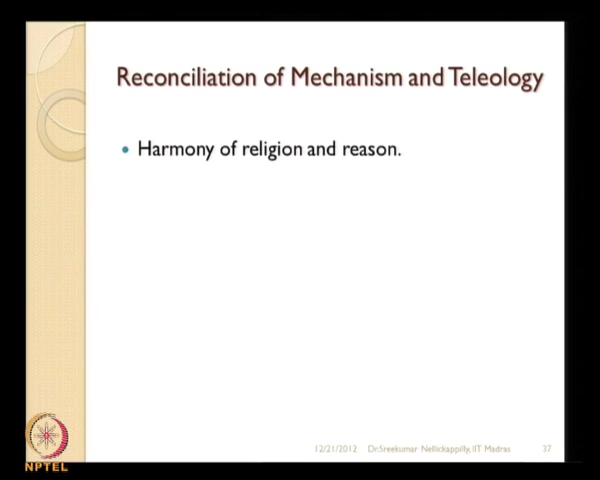 Reconciliation of Mechanism and Teleology
• Harmony of religion and reason.
12/21/2012 Dr.Sreekumar Nellickappilly, IIT Madras 37
NPTEL